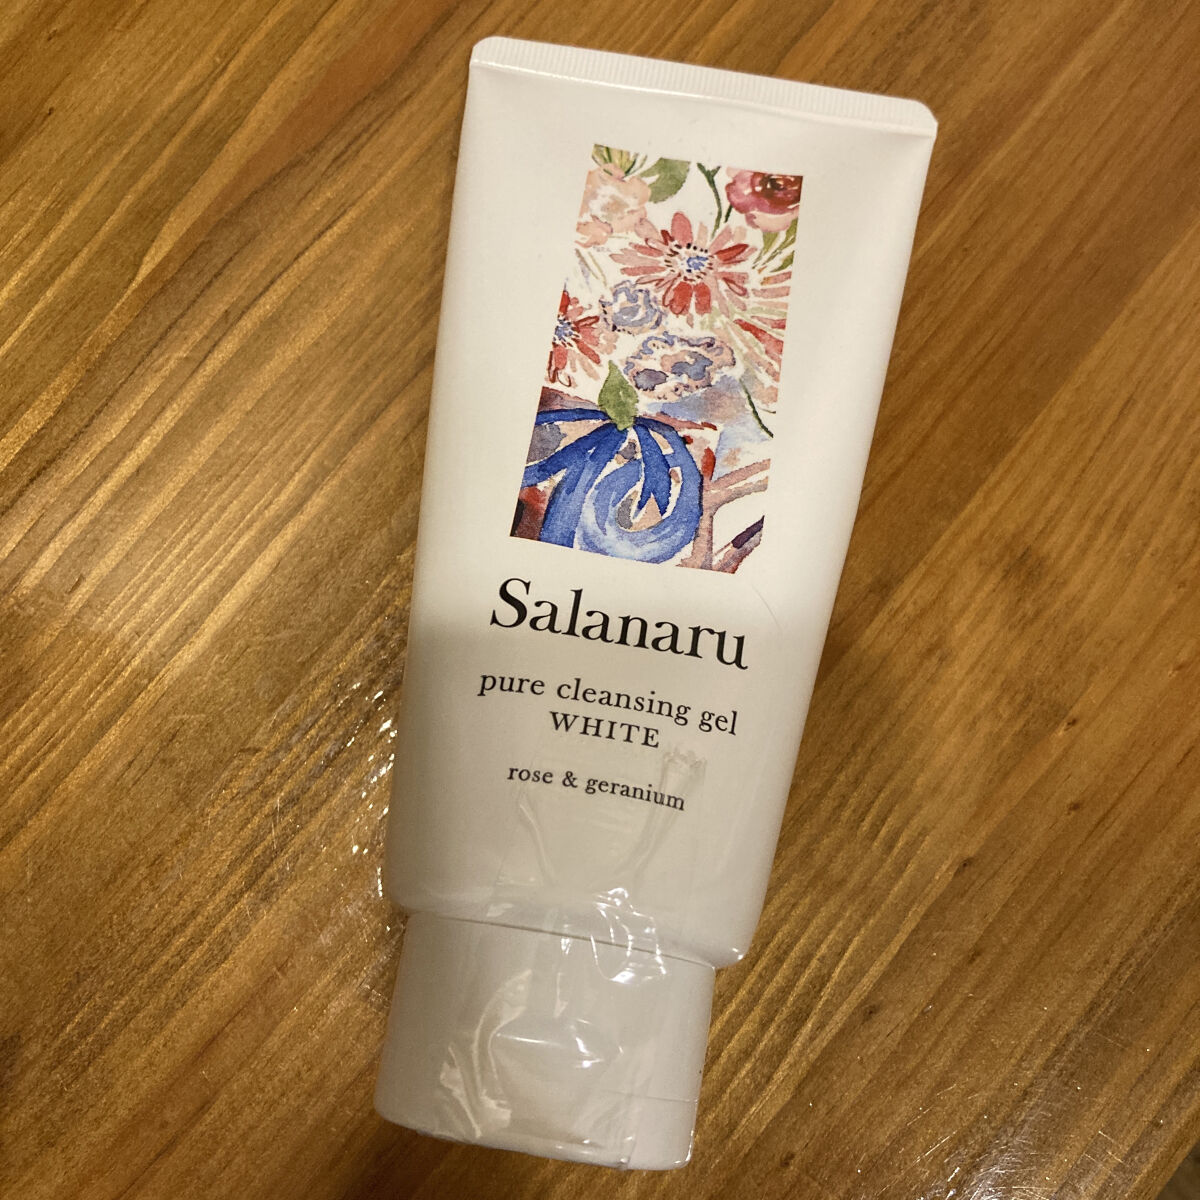 Salanaru
pure cleansing gel
WHITE
rose & geranium